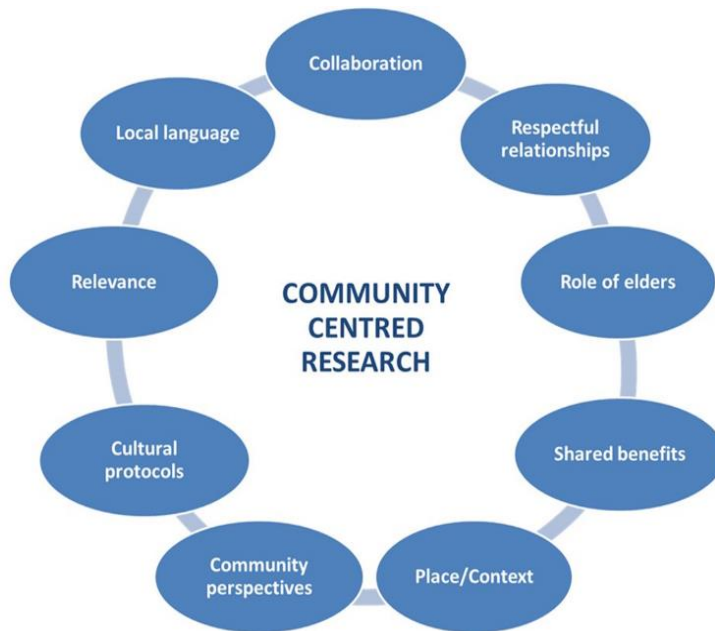 Collaboration
Respectful
relationships
Role of elders
Shared benefits
Place/Context
Community
perspectives
Cultural
protocols
Relevance
Local language
COMMUNITY
CENTRED
RESEARCH